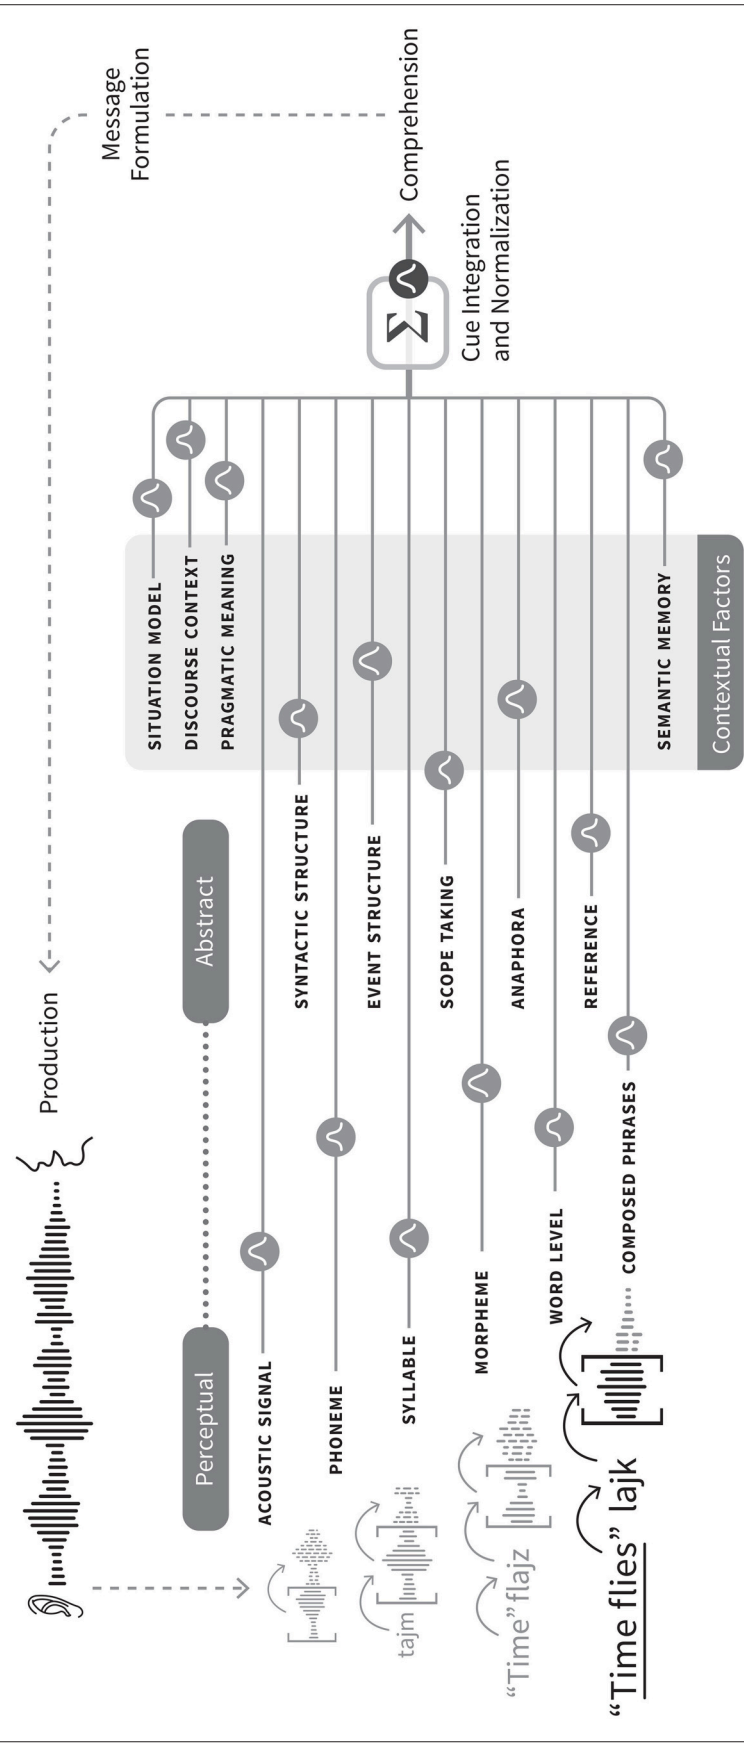 Production
Message
Formulation
Perceptual
Abstract
SITUATION MODEL
DISCOURSE CONTEXT
PRAGMATIC MEANING
ACOUSTIC SIGNAL
SYNTACTIC STRUCTURE
PHONEME
EVENT STRUCTURE
SYLLABLE
SCOPE TAKING
MORPHEME
ANAPHORA
WORD LEVEL
REFERENCE
COMPOSED PHRASES
SEMANTIC MEMORY
Contextual Factors
Σ
Comprehension
Cue Integration
and Normalization
tajm
“Time” flajz
“Time flies” lajk